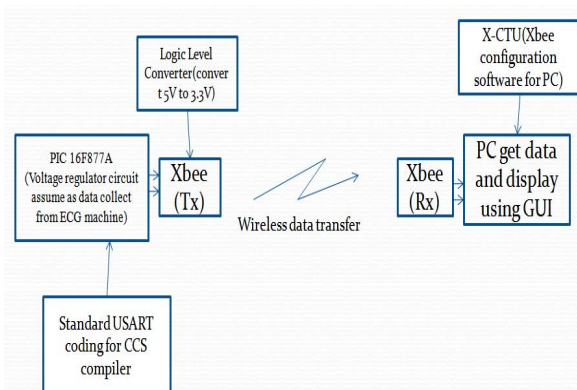 Logic Level
Converter(conver
t 5V to 3.3V)
X-CTU(Xbee
configuration
software for PC)
PIC 16F877A
(Voltage regulator circuit
assume as data collect
from ECG machine)
Xbee
(Tx)
Wireless data transfer
Xbee
(Rx)
PC get data
and display
using GUI
Standard USART
coding for CCS
compiler